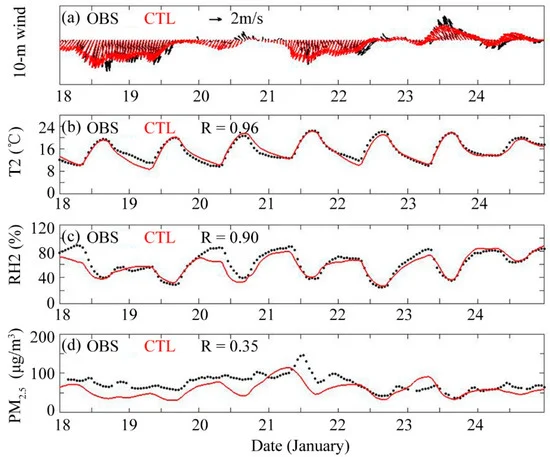 (a) OBS CTL → 2m/s
10-m wind
18 19 20 21 22 23 24
(b) OBS CTL R = 0.96
T2 (℃)
24
16
8
0
18 19 20 21 22 23 24
(c) OBS CTL R = 0.90
RH2 (%)
120
80
40
0
18 19 20 21 22 23 24
(d) OBS CTL R = 0.35
PM2.5 (μg/m³)
200
100
0
18 19 20 21 22 23 24
Date (January)